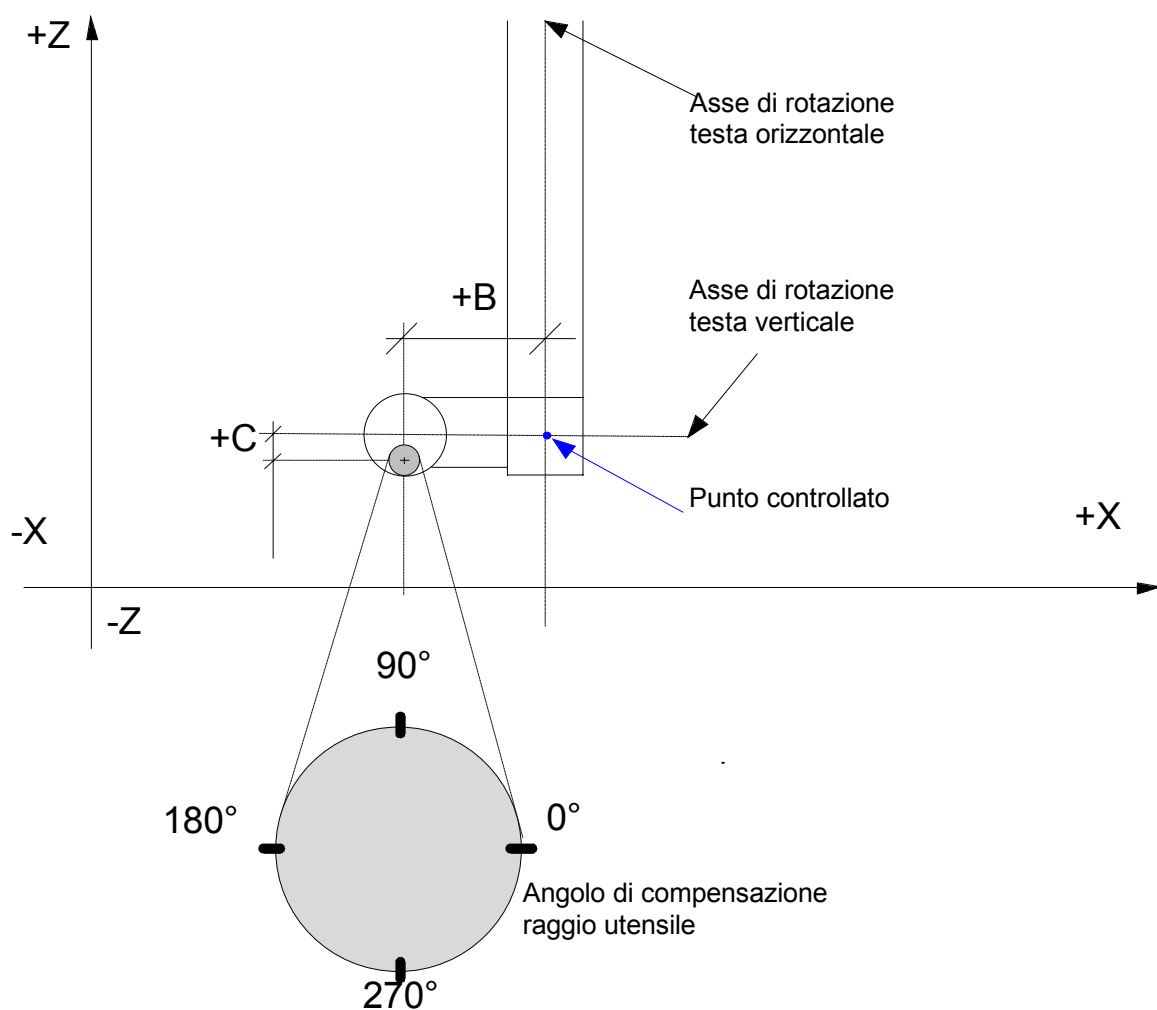 +Z
Asse di rotazione
testa orizzontale
+B
Asse di rotazione
testa verticale
+C
Punto controllato
-X
+X
-Z
90°
180°
0°
Angolo di compensazione
raggio utensile
270°